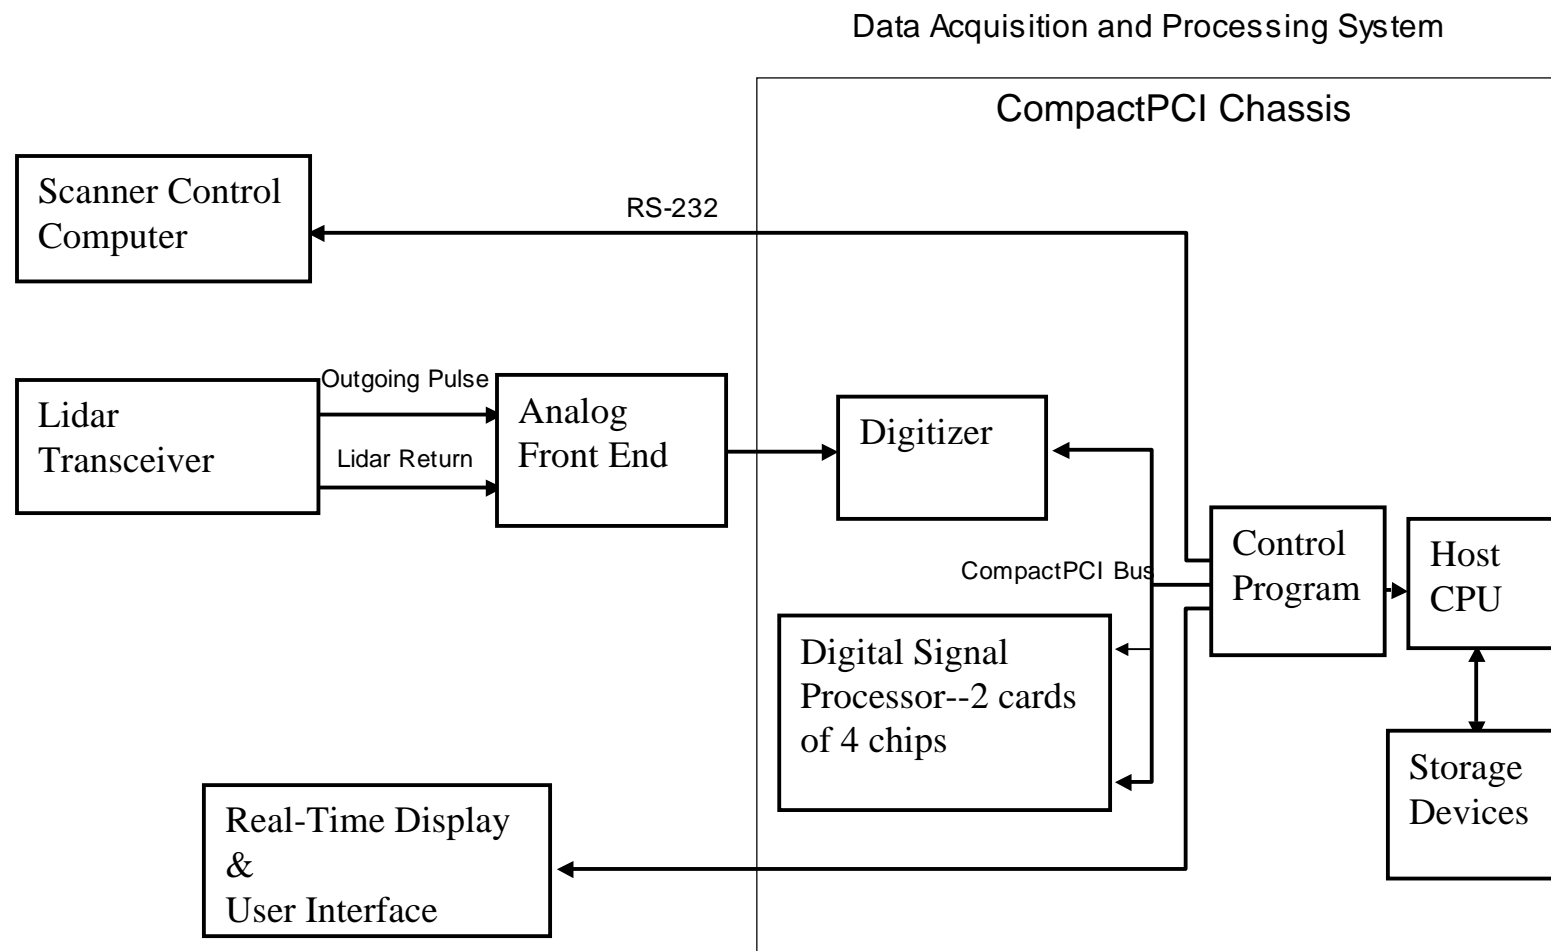 Data Acquisition and Processing System
CompactPCI Chassis
Scanner Control
Computer
RS-232
Outgoing Pulse
Lidar
Transceiver
Lidar Return
Analog
Front End
Digitizer
CompactPCI Bus
Control
Program
Host
CPU
Digital Signal
Processor--2 cards
of 4 chips
Storage
Devices
Real-Time Display
&
User Interface